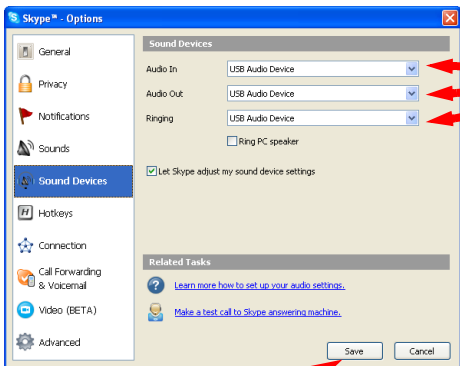 Skype™ - Options
General
Privacy
Notifications
Sounds
Sound Devices
Hotkeys
Connection
Call Forwarding
& Voicemail
Video (BETA)
Advanced
Sound Devices
Audio In
USB Audio Device
Audio Out
USB Audio Device
Ringing
USB Audio Device
Ring PC speaker
Let Skype adjust my sound device settings
Related Tasks
Learn more how to set up your audio settings.
Make a test call to Skype answering machine.
Save
Cancel